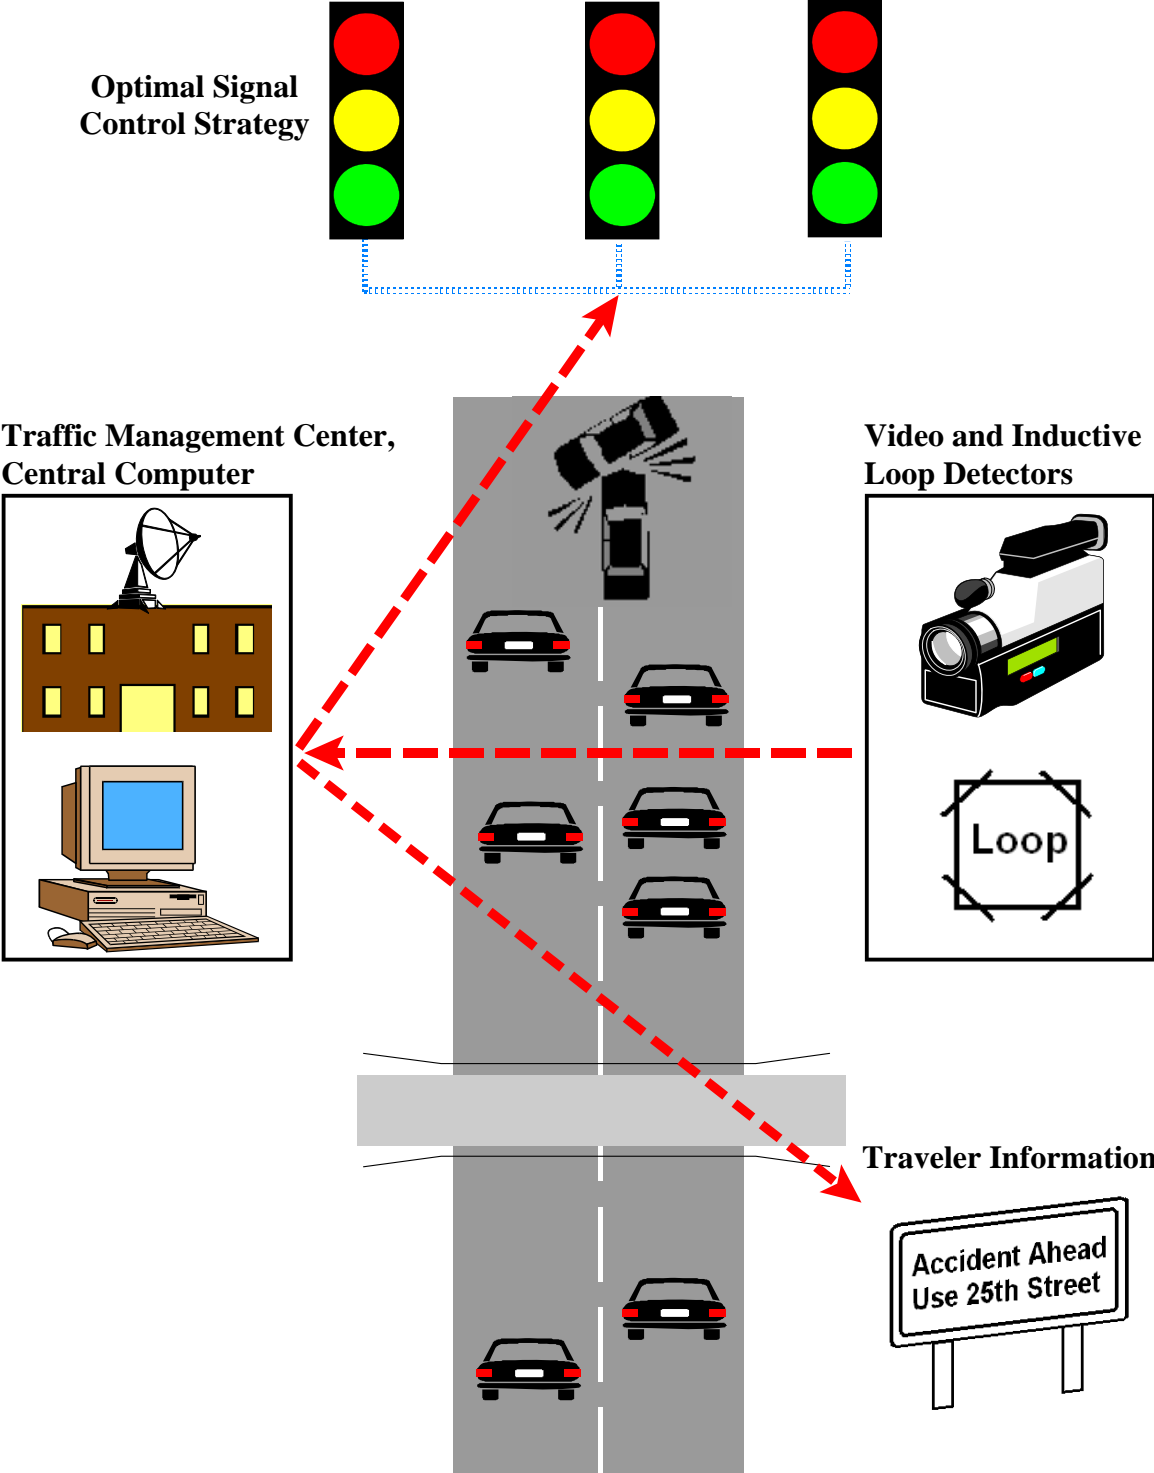 Optimal Signal
Control Strategy
Traffic Management Center,
Central Computer
Video and Inductive
Loop Detectors
Loop
Traveler Information
Accident Ahead
Use 25th Street